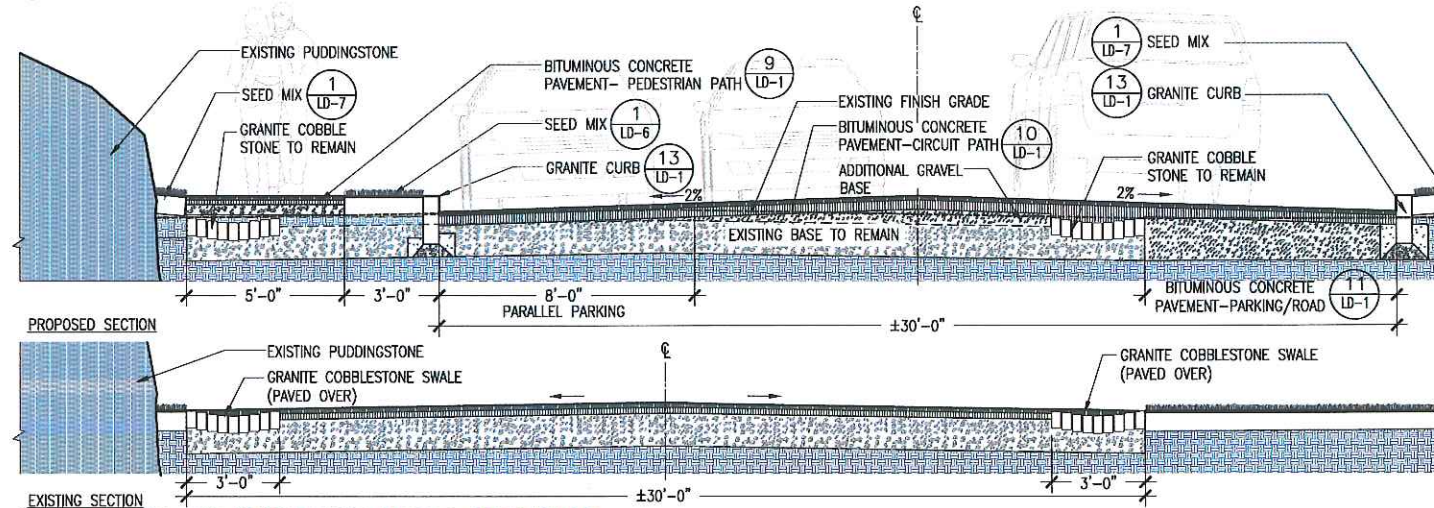 EXISTING PUDDINGSTONE
SEED MIX 1
LD-7
GRANITE COBBLE
STONE TO REMAIN
BITUMINOUS CONCRETE
PAVEMENT- PEDESTRIAN PATH 9
LD-1
SEED MIX 1
LD-6
GRANITE CURB 13
LD-1
2%
℄
EXISTING FINISH GRADE
BITUMINOUS CONCRETE
PAVEMENT-CIRCUIT PATH 10
LD-1
ADDITIONAL GRAVEL
BASE
EXISTING BASE TO REMAIN
1 SEED MIX
LD-7
13 GRANITE CURB
LD-1
GRANITE COBBLE
STONE TO REMAIN
2%
5'-0"
3'-0"
8'-0"
PARALLEL PARKING
±30'-0"
BITUMINOUS CONCRETE
PAVEMENT-PARKING/ROAD 11
LD-1
PROPOSED SECTION
EXISTING PUDDINGSTONE
GRANITE COBBLESTONE SWALE
(PAVED OVER)
℄
GRANITE COBBLESTONE SWALE
(PAVED OVER)
3'-0"
±30'-0"
3'-0"
EXISTING SECTION